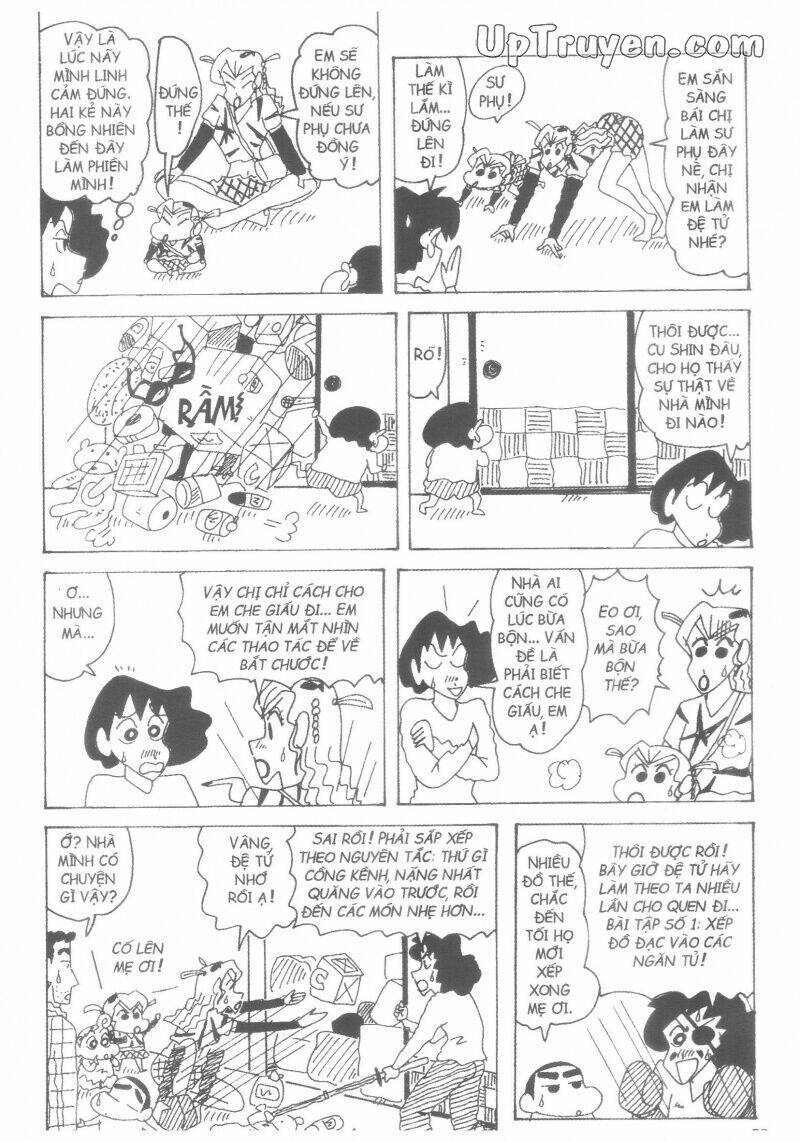 UpTruyen.com
EM SẴN
SÀNG
BÁI CHỊ
LÀM SƯ
PHỤ ĐÂY
NÈ, CHỊ
NHẬN
EM LÀM
ĐỆ TỬ
NHÉ?
SƯ
PHỤ!
LÀM
THẾ KÌ
LẮM...
ĐỨNG
LÊN
ĐI!
EM SẼ
KHÔNG
ĐỨNG LÊN,
NẾU SƯ
PHỤ CHƯA
ĐỒNG
Ý!
ĐÚNG
THẾ
!
VẬY LÀ
LÚC NÃY
MÌNH LINH
CẢM ĐÚNG.
HAI KẺ NÀY
BỖNG NHIÊN
ĐẾN ĐÂY
LÀM PHIỀN
MÌNH!
THÔI ĐƯỢC...
CU SHIN ĐÂU,
CHO HỌ THẤY
SỰ THẬT VỀ
NHÀ MÌNH
ĐI NÀO!
RÕ!
RẦM!
EO ƠI,
SAO
MÀ BỪA
BỘN
THẾ?
NHÀ AI
CŨNG CÓ
LÚC BỪA
BỘN... VẤN
ĐỀ LÀ
PHẢI BIẾT
CÁCH CHE
GIẤU, EM
Ạ!
VẬY CHỊ CHỈ CÁCH CHO
EM CHE GIẤU ĐI... EM
MUỐN TẬN MẮT NHÌN
CÁC THAO TÁC ĐỂ VỀ
BẮT CHƯỚC!
Ơ...
NHƯNG
MÀ...
THÔI ĐƯỢC RỒI!
BÂY GIỜ ĐỆ TỬ HÃY
LÀM THEO TA NHIỀU
LẦN CHO QUEN ĐI...
BÀI TẬP SỐ 1: XẾP
ĐỒ ĐẠC VÀO CÁC
NGĂN TỦ!
NHIỀU
ĐỒ THẾ,
CHẮC
ĐẾN
TỐI HỌ
MỚI
XẾP
XONG
MẸ ƠI.
SAI RỒI! PHẢI SẮP XẾP
THEO NGUYÊN TẮC: THỨ GÌ
CỒNG KỀNH, NẶNG NHẤT
QUĂNG VÀO TRƯỚC, RỒI
ĐẾN CÁC MÓN NHẸ HƠN...
VÂNG,
ĐỆ TỬ
NHỚ
RỒI Ạ!
CỐ LÊN
MẸ ƠI!
Ớ? NHÀ
MÌNH CÓ
CHUYỆN
GÌ VẬY?